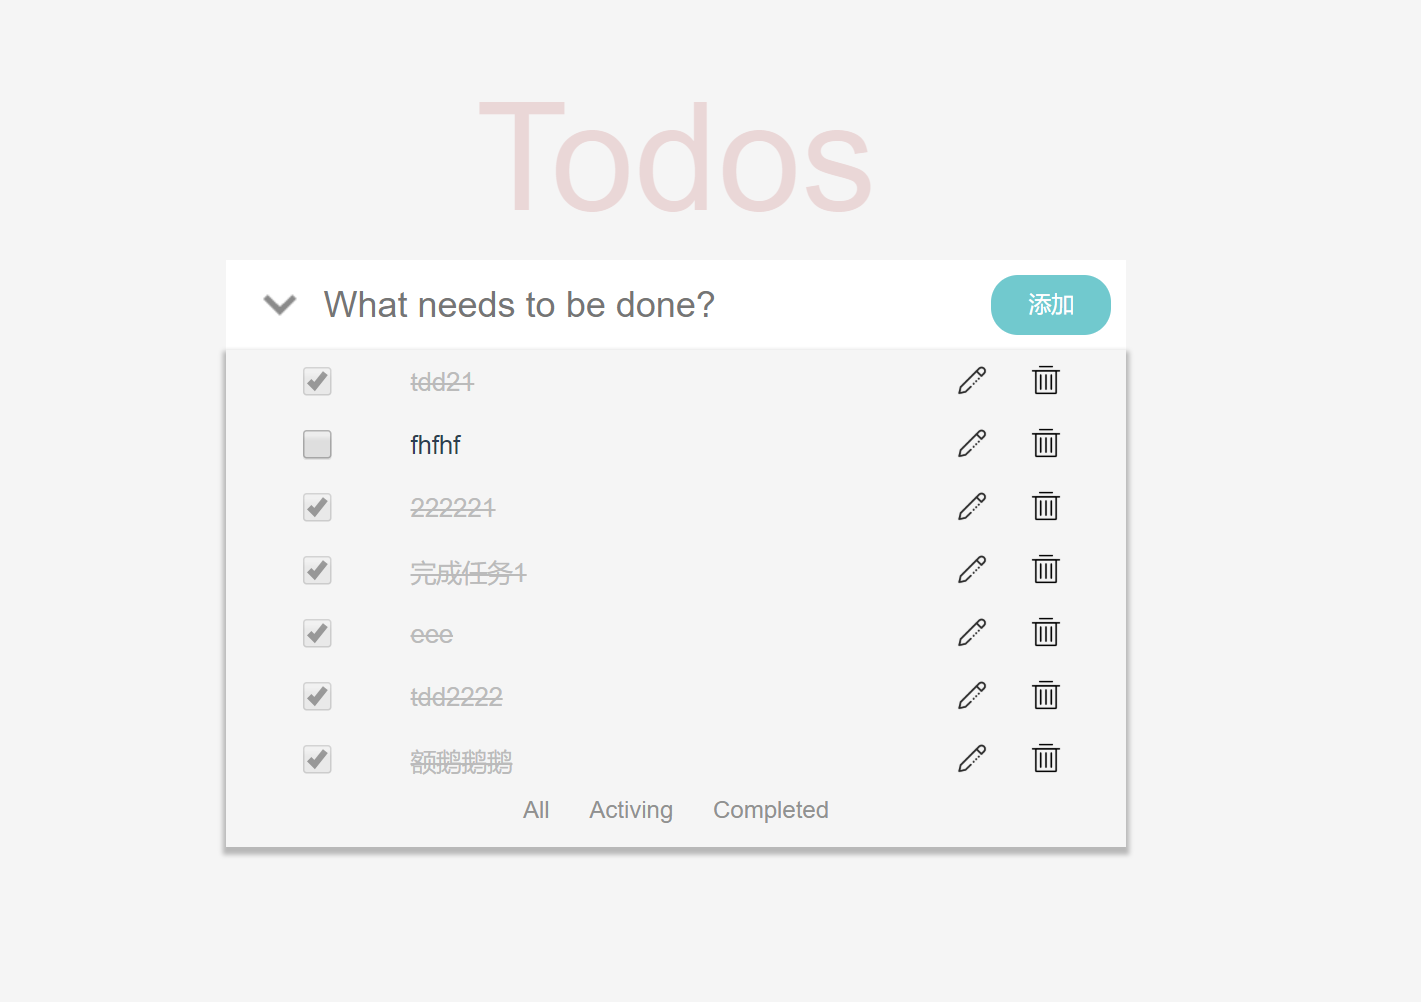 Todos
What needs to be done?
添加
tdd21
fhfhf
222221
完成任务1
eee
tdd2222
额鹅鹅鹅
All Activing Completed